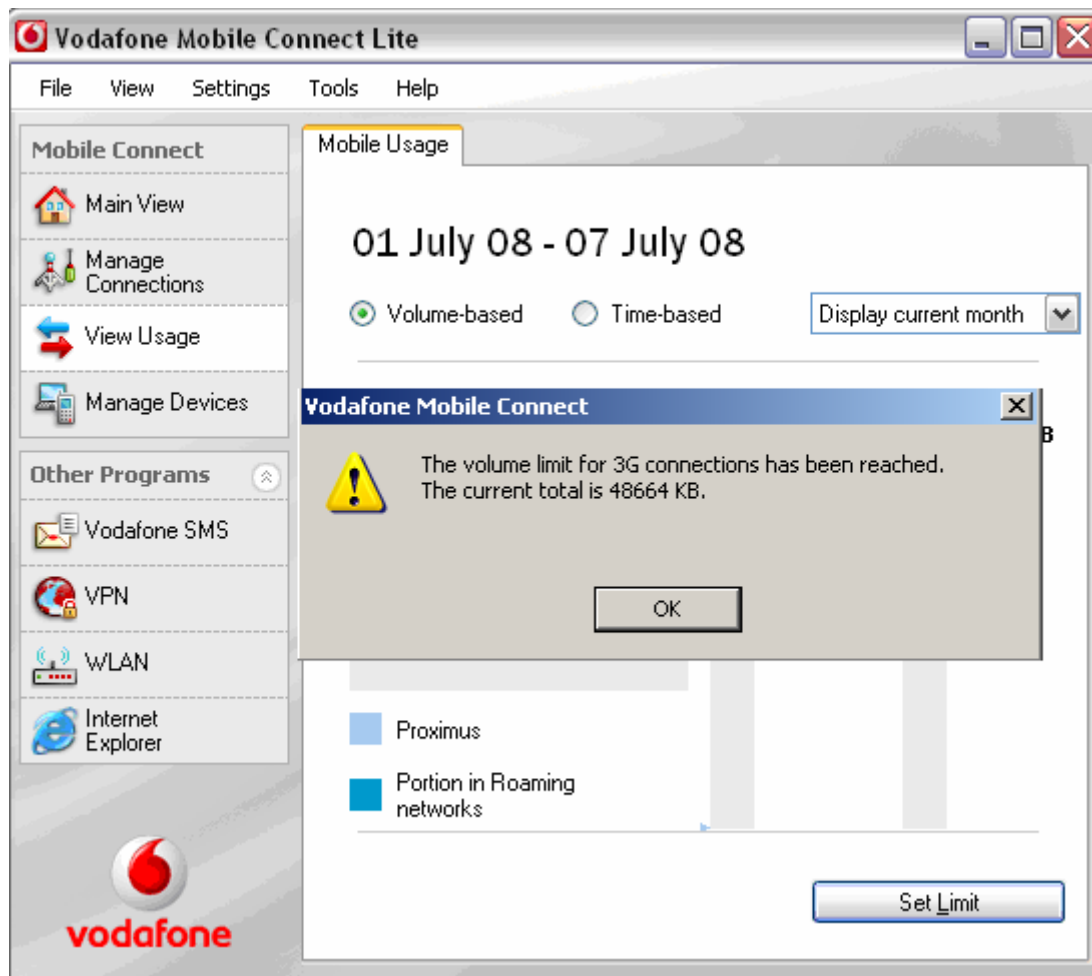 Vodafone Mobile Connect Lite
File View Settings Tools Help
Mobile Connect
Main View
Manage
Connections
View Usage
Manage Devices
Other Programs
Vodafone SMS
VPN
WLAN
Internet
Explorer
vodafone
Mobile Usage
01 July 08 - 07 July 08
Volume-based Time-based Display current month
Vodafone Mobile Connect
The volume limit for 3G connections has been reached.
The current total is 48664 KB.
OK
Proximus
Portion in Roaming
networks
Set Limit